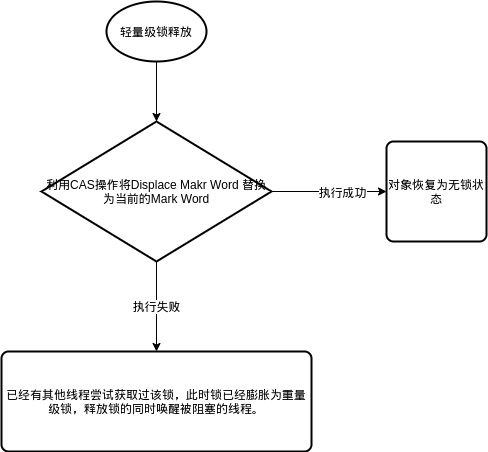 轻量级锁释放
利用CAS操作将Displace Makr Word 替换
为当前的Mark Word
执行成功
对象恢复为无锁状
态
执行失败
已经有其他线程尝试获取过该锁，此时锁已经膨胀为重量
级锁，释放锁的同时唤醒被阻塞的线程。